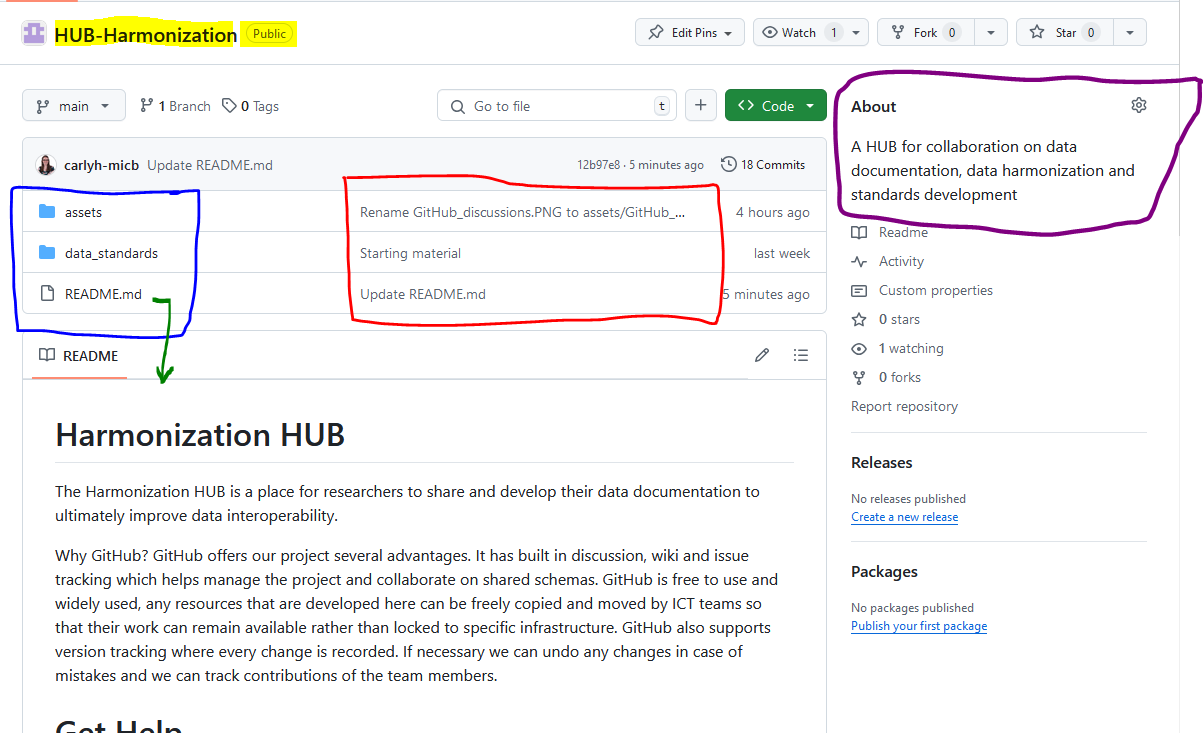 HUB-Harmonization Public
Edit Pins Watch 1 Fork 0 Star 0
main 1 Branch 0 Tags Go to file t + Code
carlyh-micb Update README.md 12b97e8 · 5 minutes ago 18 Commits
assets Rename GitHub_discussions.PNG to assets/GitHub_... 4 hours ago
data_standards Starting material last week
README.md Update README.md 5 minutes ago
README
Harmonization HUB
The Harmonization HUB is a place for researchers to share and develop their data documentation to
ultimately improve data interoperability.
Why GitHub? GitHub offers our project several advantages. It has built in discussion, wiki and issue
tracking which helps manage the project and collaborate on shared schemas. GitHub is free to use and
widely used, any resources that are developed here can be freely copied and moved by ICT teams so
that their work can remain available rather than locked to specific infrastructure. GitHub also supports
version tracking where every change is recorded. If necessary we can undo any changes in case of
mistakes and we can track contributions of the team members.
Get Help
About
A HUB for collaboration on data
documentation, data harmonization and
standards development
Readme
Activity
Custom properties
0 stars
1 watching
0 forks
Report repository
Releases
No releases published
Create a new release
Packages
No packages published
Publish your first package